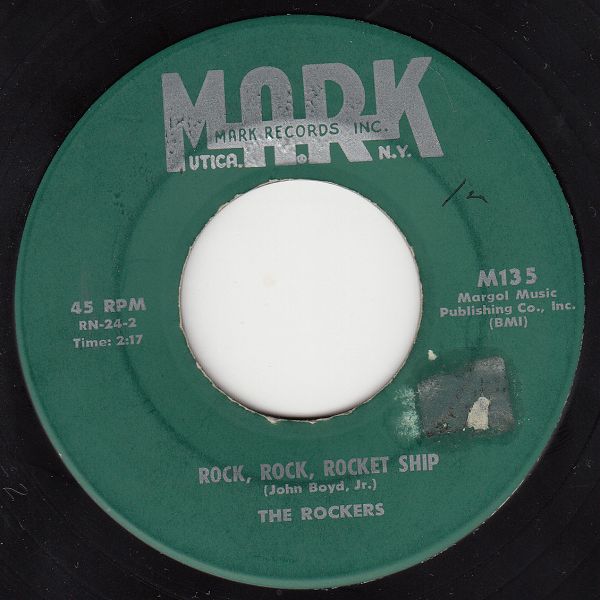 MARK
MARK RECORDS INC.
UTICA, N.Y.
45 RPM
RN-24-2
Time: 2:17
M135
Margol Music
Publishing Co., Inc.
(BMI)
ROCK, ROCK, ROCKET SHIP
(John Boyd, Jr.)
THE ROCKERS